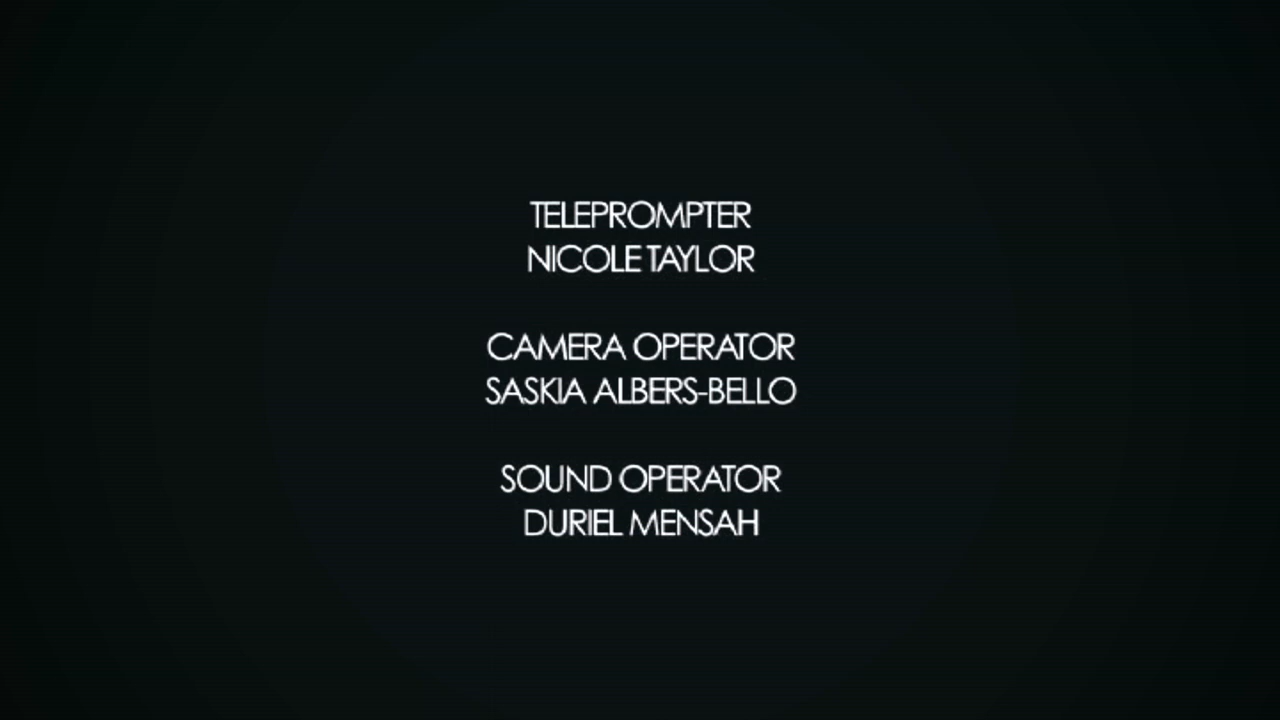 TELEPROMPTER
NICOLE TAYLOR
CAMERA OPERATOR
SASKIA ALBERS-BELLO
SOUND OPERATOR
DURIEL MENSAH